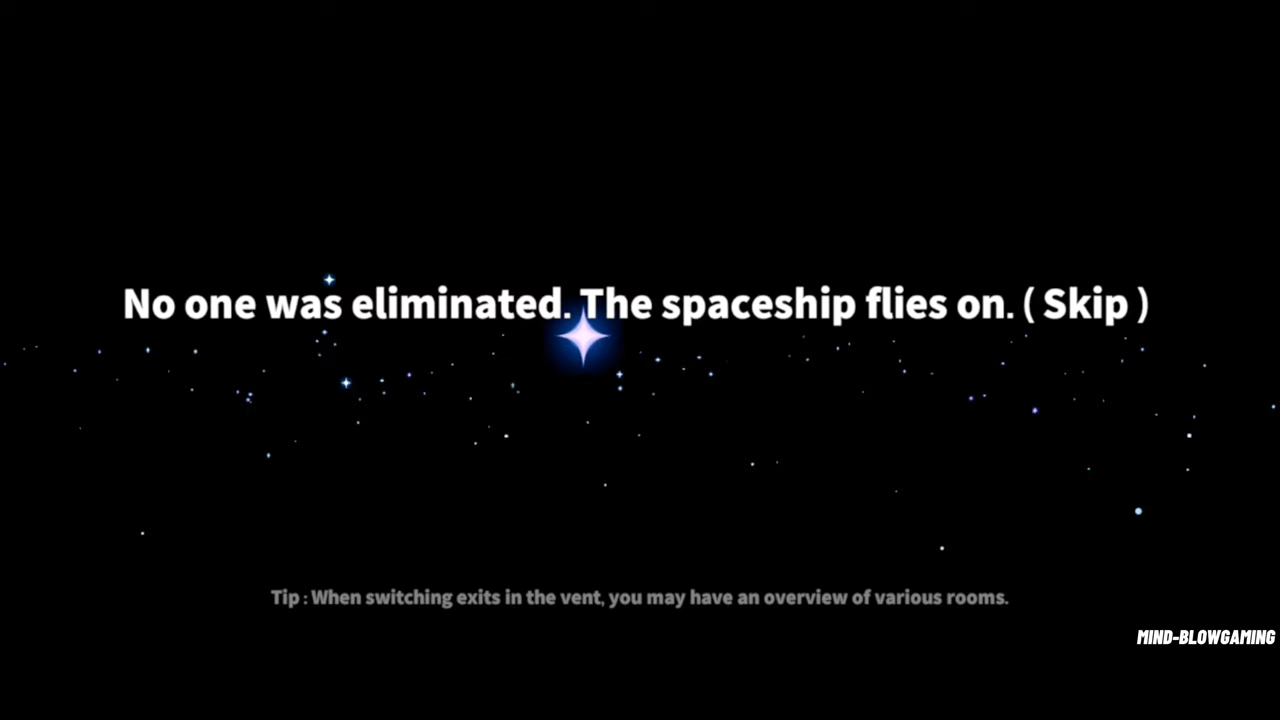 No one was eliminated. The spaceship flies on. ( Skip )
Tip : When switching exits in the vent, you may have an overview of various rooms.
MIND-BLOWGAMING